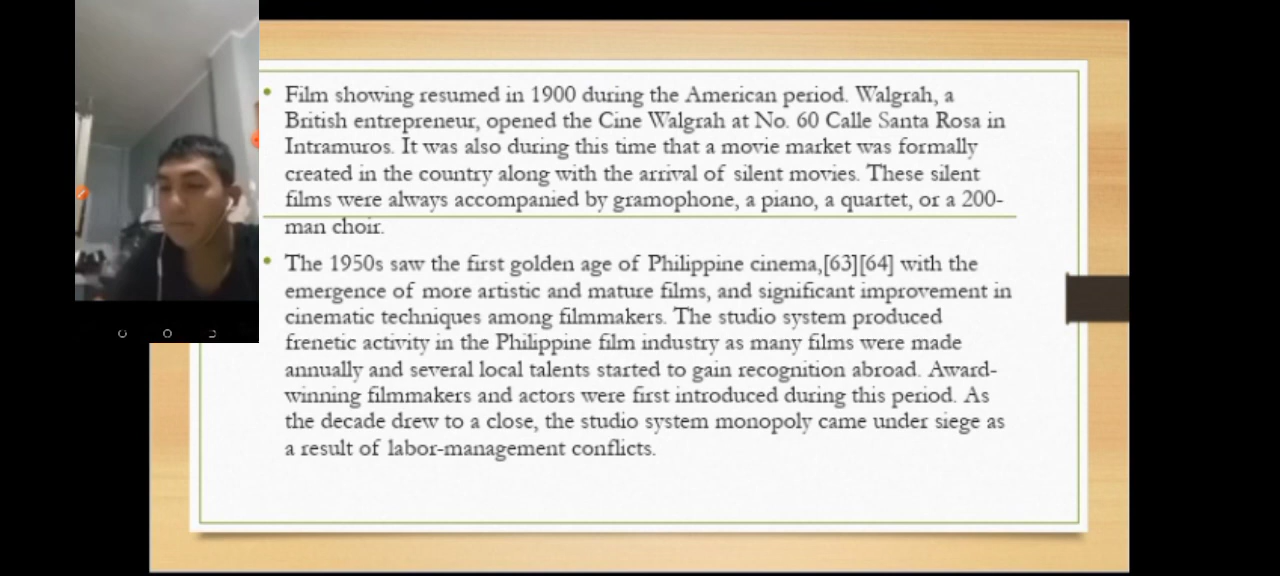 Film showing resumed in 1900 during the American period. Walgrah, a
British entrepreneur, opened the Cine Walgrah at No. 60 Calle Santa Rosa in
Intramuros. It was also during this time that a movie market was formally
created in the country along with the arrival of silent movies. These silent
films were always accompanied by gramophone, a piano, a quartet, or a 200-
man choir.
The 1950s saw the first golden age of Philippine cinema,[63][64] with the
emergence of more artistic and mature films, and significant improvement in
cinematic techniques among filmmakers. The studio system produced
frenetic activity in the Philippine film industry as many films were made
annually and several local talents started to gain recognition abroad. Award-
winning filmmakers and actors were first introduced during this period. As
the decade drew to a close, the studio system monopoly came under siege as
a result of labor-management conflicts.